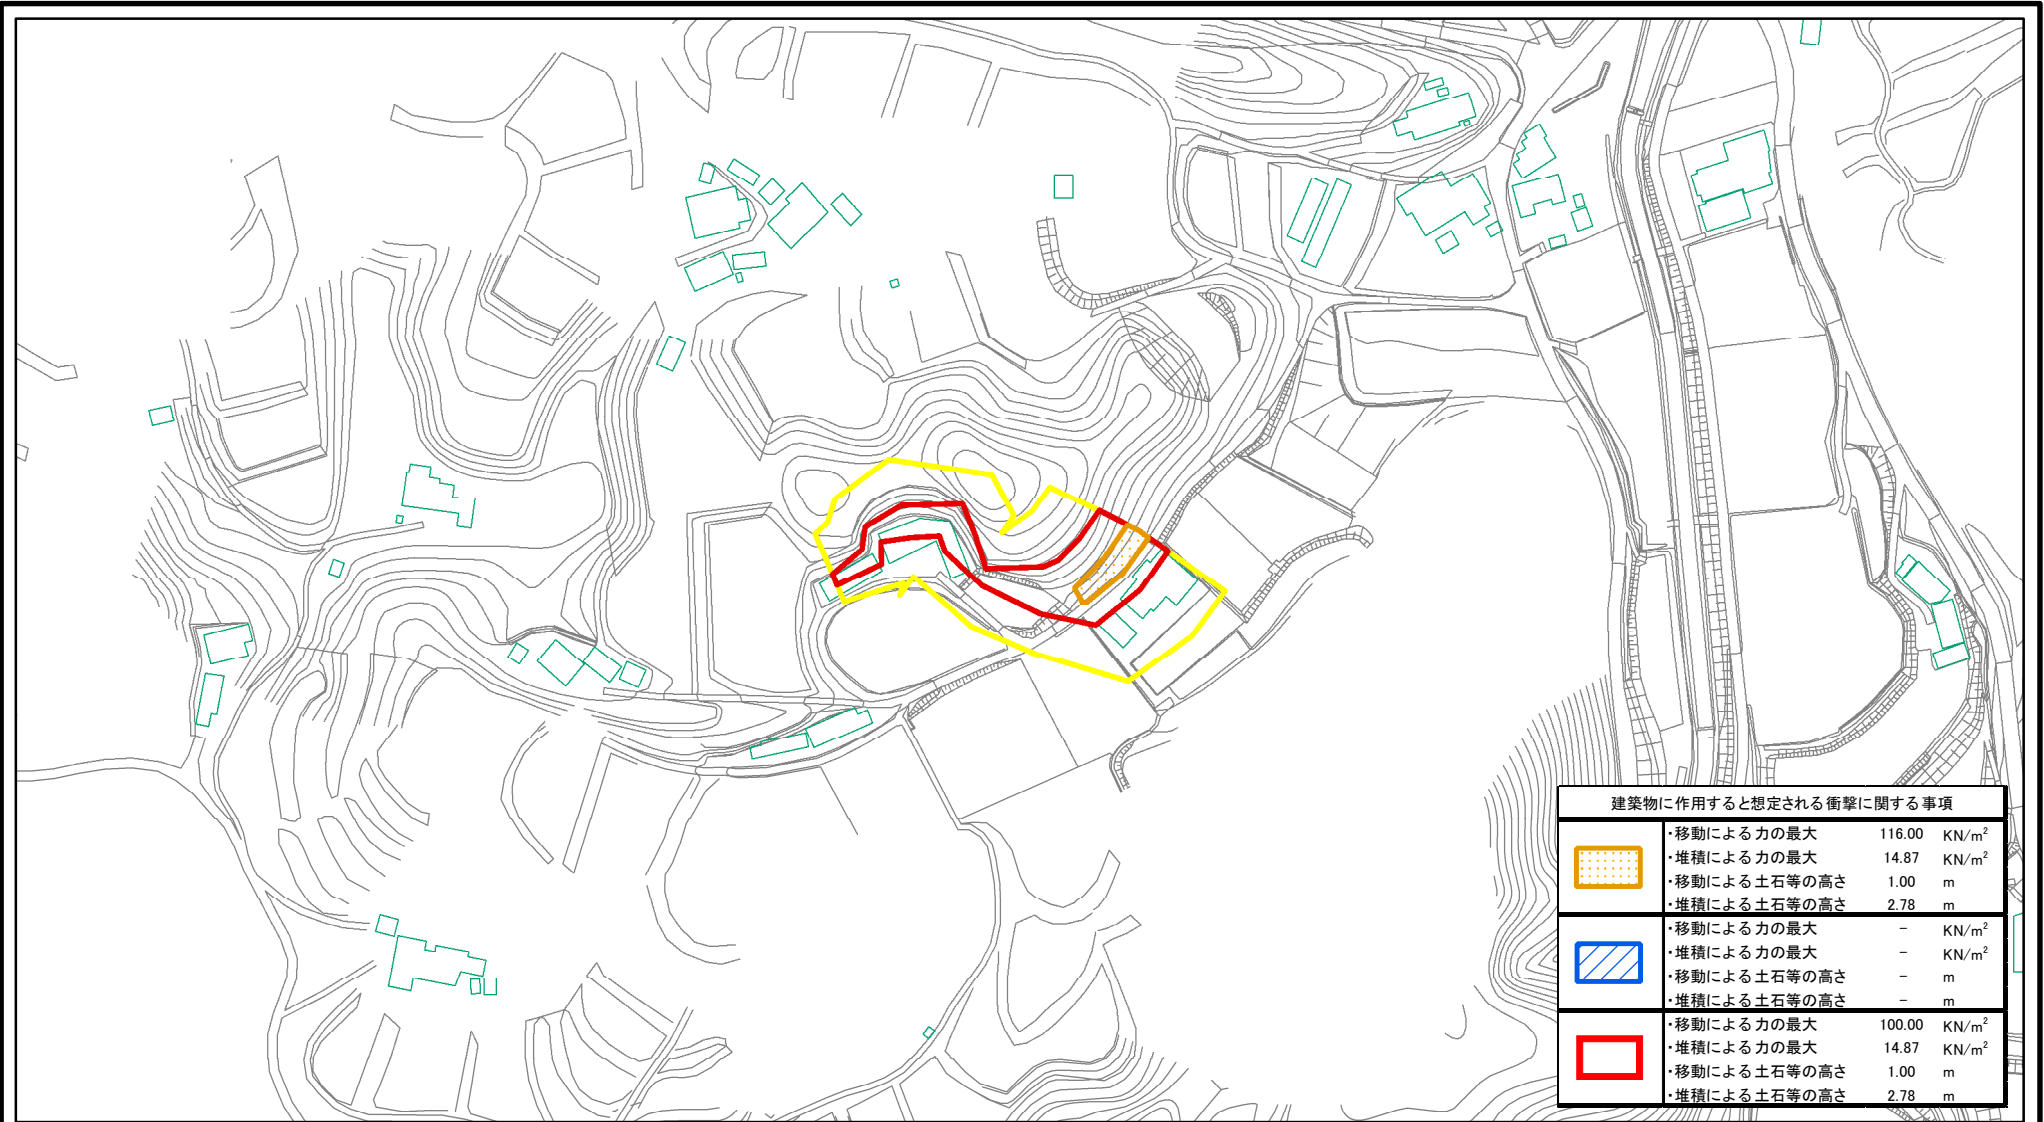 建築物に作用すると想定される衝撃に関する事項
・移動による力の最大 116.00 KN/m²
・堆積による力の最大 14.87 KN/m²
・移動による土石等の高さ 1.00 m
・堆積による土石等の高さ 2.78 m
・移動による力の最大 － KN/m²
・堆積による力の最大 － KN/m²
・移動による土石等の高さ － m
・堆積による土石等の高さ － m
・移動による力の最大 100.00 KN/m²
・堆積による力の最大 14.87 KN/m²
・移動による土石等の高さ 1.00 m
・堆積による土石等の高さ 2.78 m